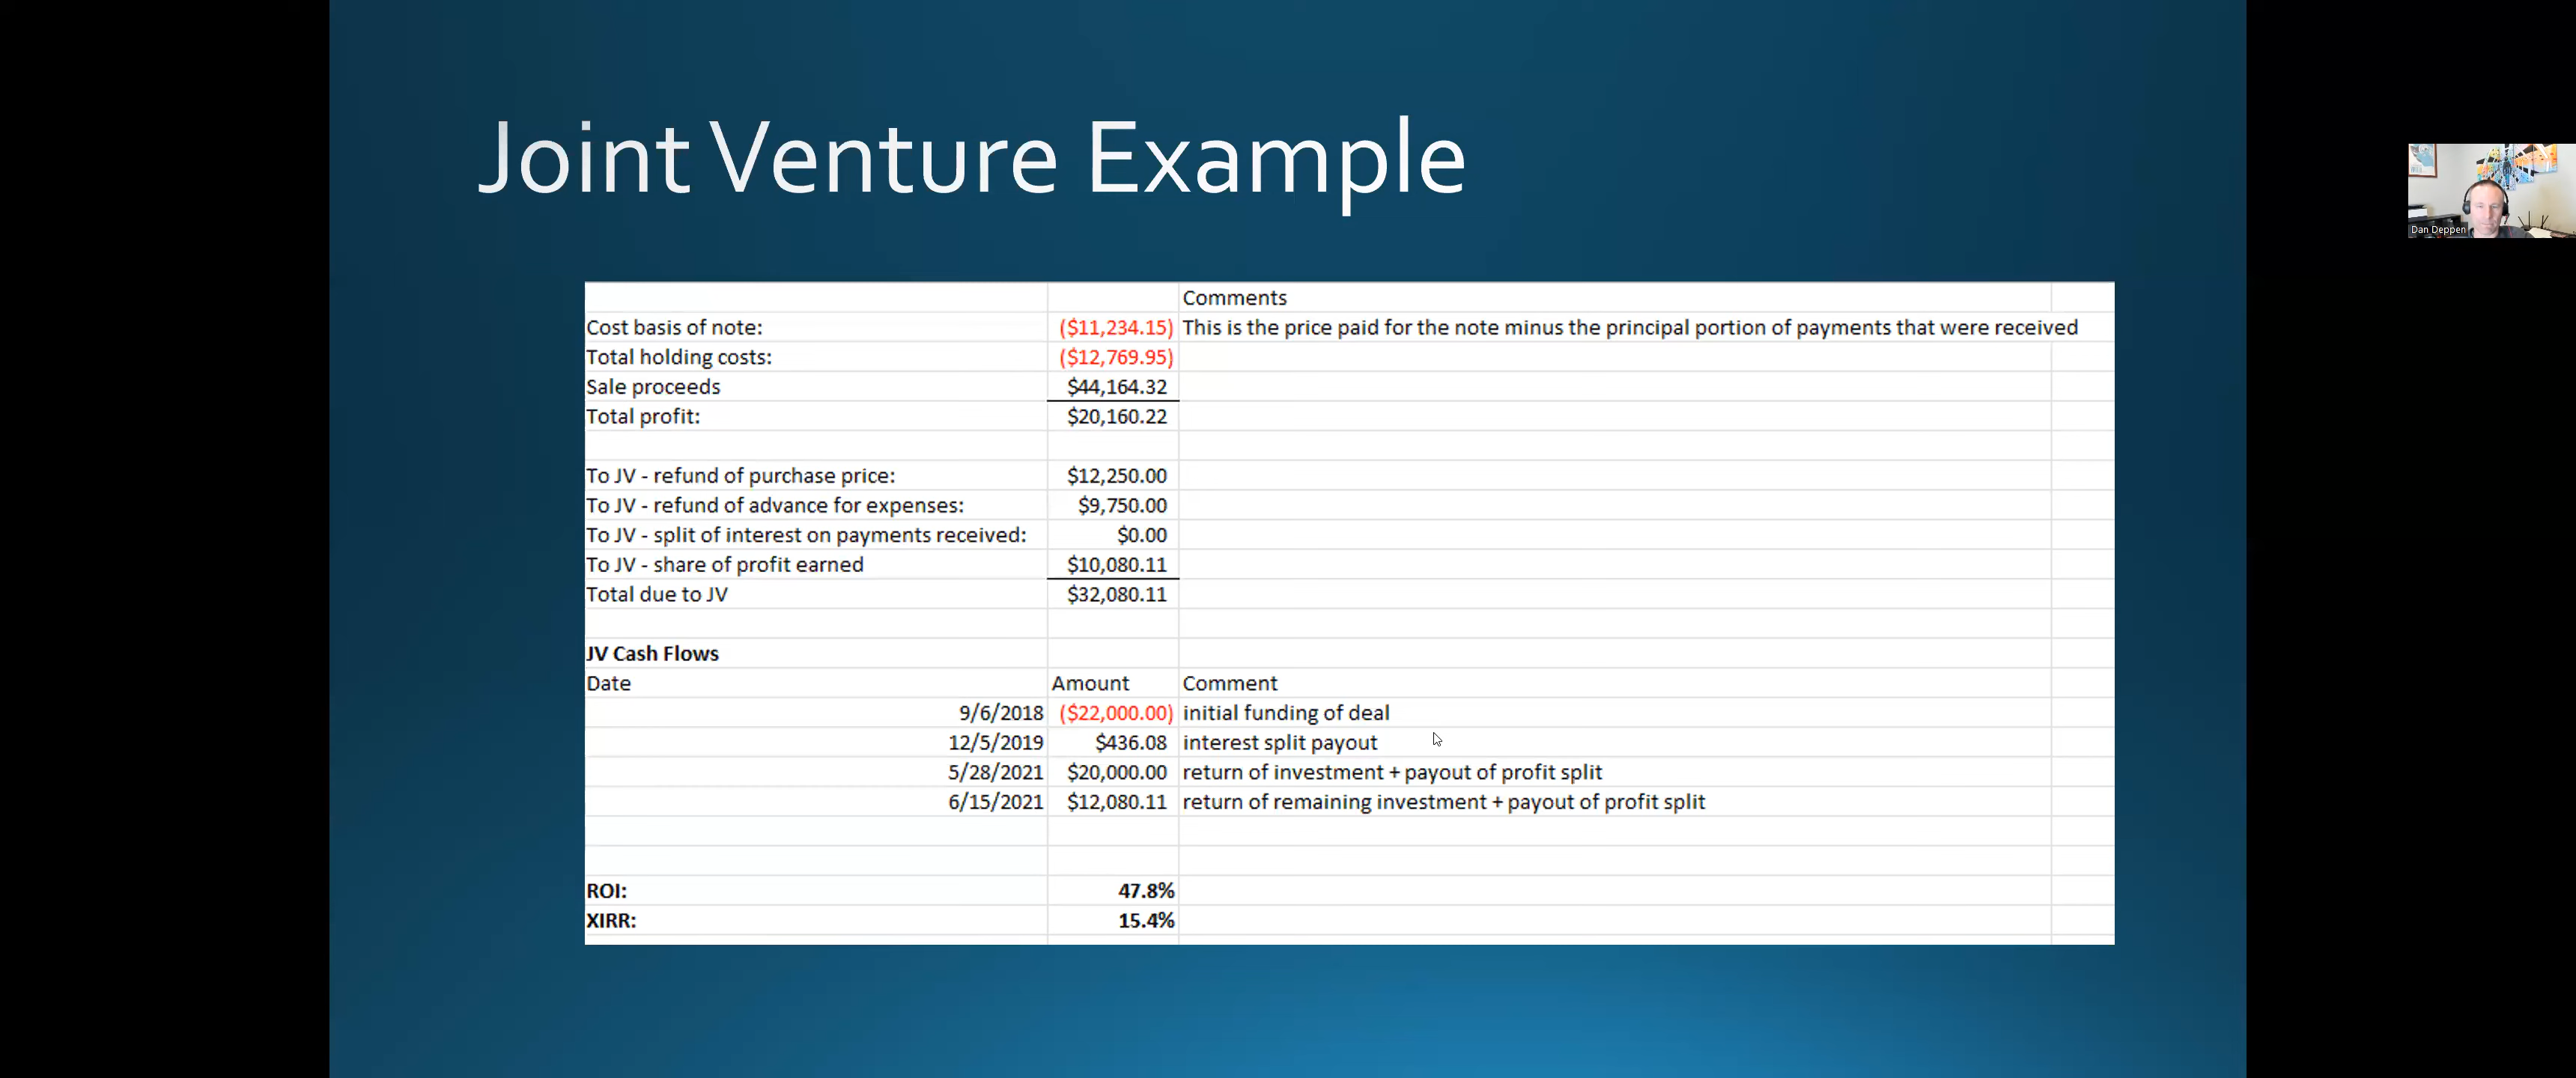 Joint Venture Example
Dan Deppen
Comments
Cost basis of note: ($11,234.15) This is the price paid for the note minus the principal portion of payments that were received
Total holding costs: ($12,769.95)
Sale proceeds $44,164.32
Total profit: $20,160.22
To JV - refund of purchase price: $12,250.00
To JV - refund of advance for expenses: $9,750.00
To JV - split of interest on payments received: $0.00
To JV - share of profit earned $10,080.11
Total due to JV $32,080.11
JV Cash Flows
Date Amount Comment
9/6/2018 ($22,000.00) initial funding of deal
12/5/2019 $436.08 interest split payout
5/28/2021 $20,000.00 return of investment + payout of profit split
6/15/2021 $12,080.11 return of remaining investment + payout of profit split
ROI: 47.8%
XIRR: 15.4%